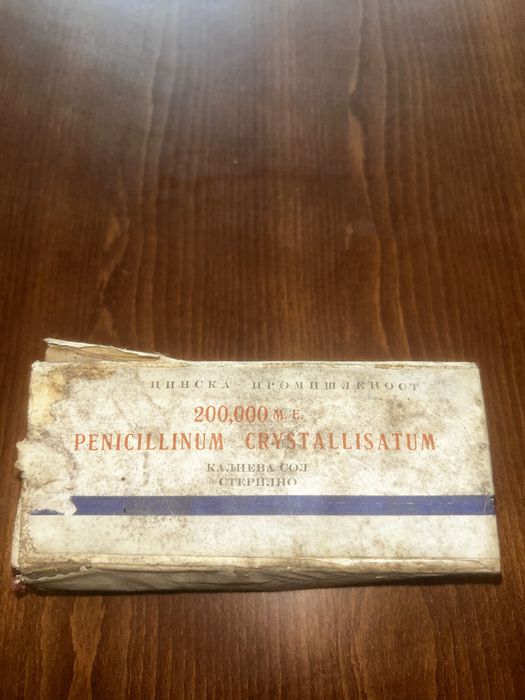 ЦИНСКА ПРОМИШЛЕНОСТ
200,000 М. Е.
PENICILLINUM CRYSTALLISATUM
КАЛИЕВА СОЛ
СТЕРИЛНО